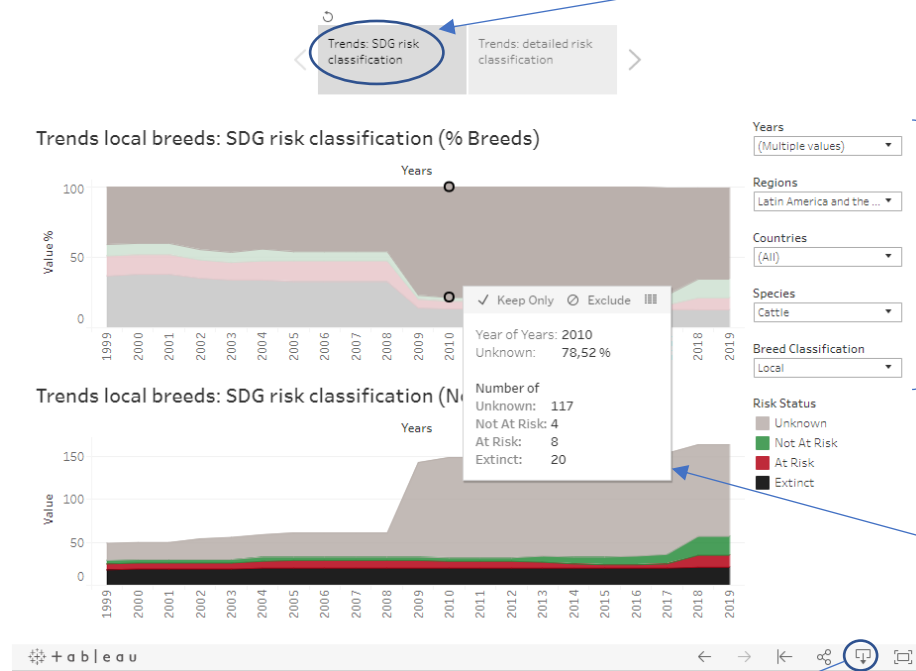 Trends: SDG risk
classification
Trends: detailed risk
classification
Trends local breeds: SDG risk classification (% Breeds)
Years
Value %
100
50
0
1999 2000 2001 2002 2003 2004 2005 2006 2007 2008 2009 2010 2018 2019
Keep Only Exclude
Year of Years: 2010
Unknown: 78,52 %
Number of
Unknown: 117
Not At Risk: 4
At Risk: 8
Extinct: 20
Trends local breeds: SDG risk classification
Years
Value
150
100
50
0
1999 2000 2001 2002 2003 2004 2005 2006 2007 2008 2009 2010 2011 2012 2013 2014 2015 2016 2017 2018 2019
Years
(Multiple values)
Regions
Latin America and the ...
Countries
(All)
Species
Cattle
Breed Classification
Local
Risk Status
Unknown
Not At Risk
At Risk
Extinct
+ableau